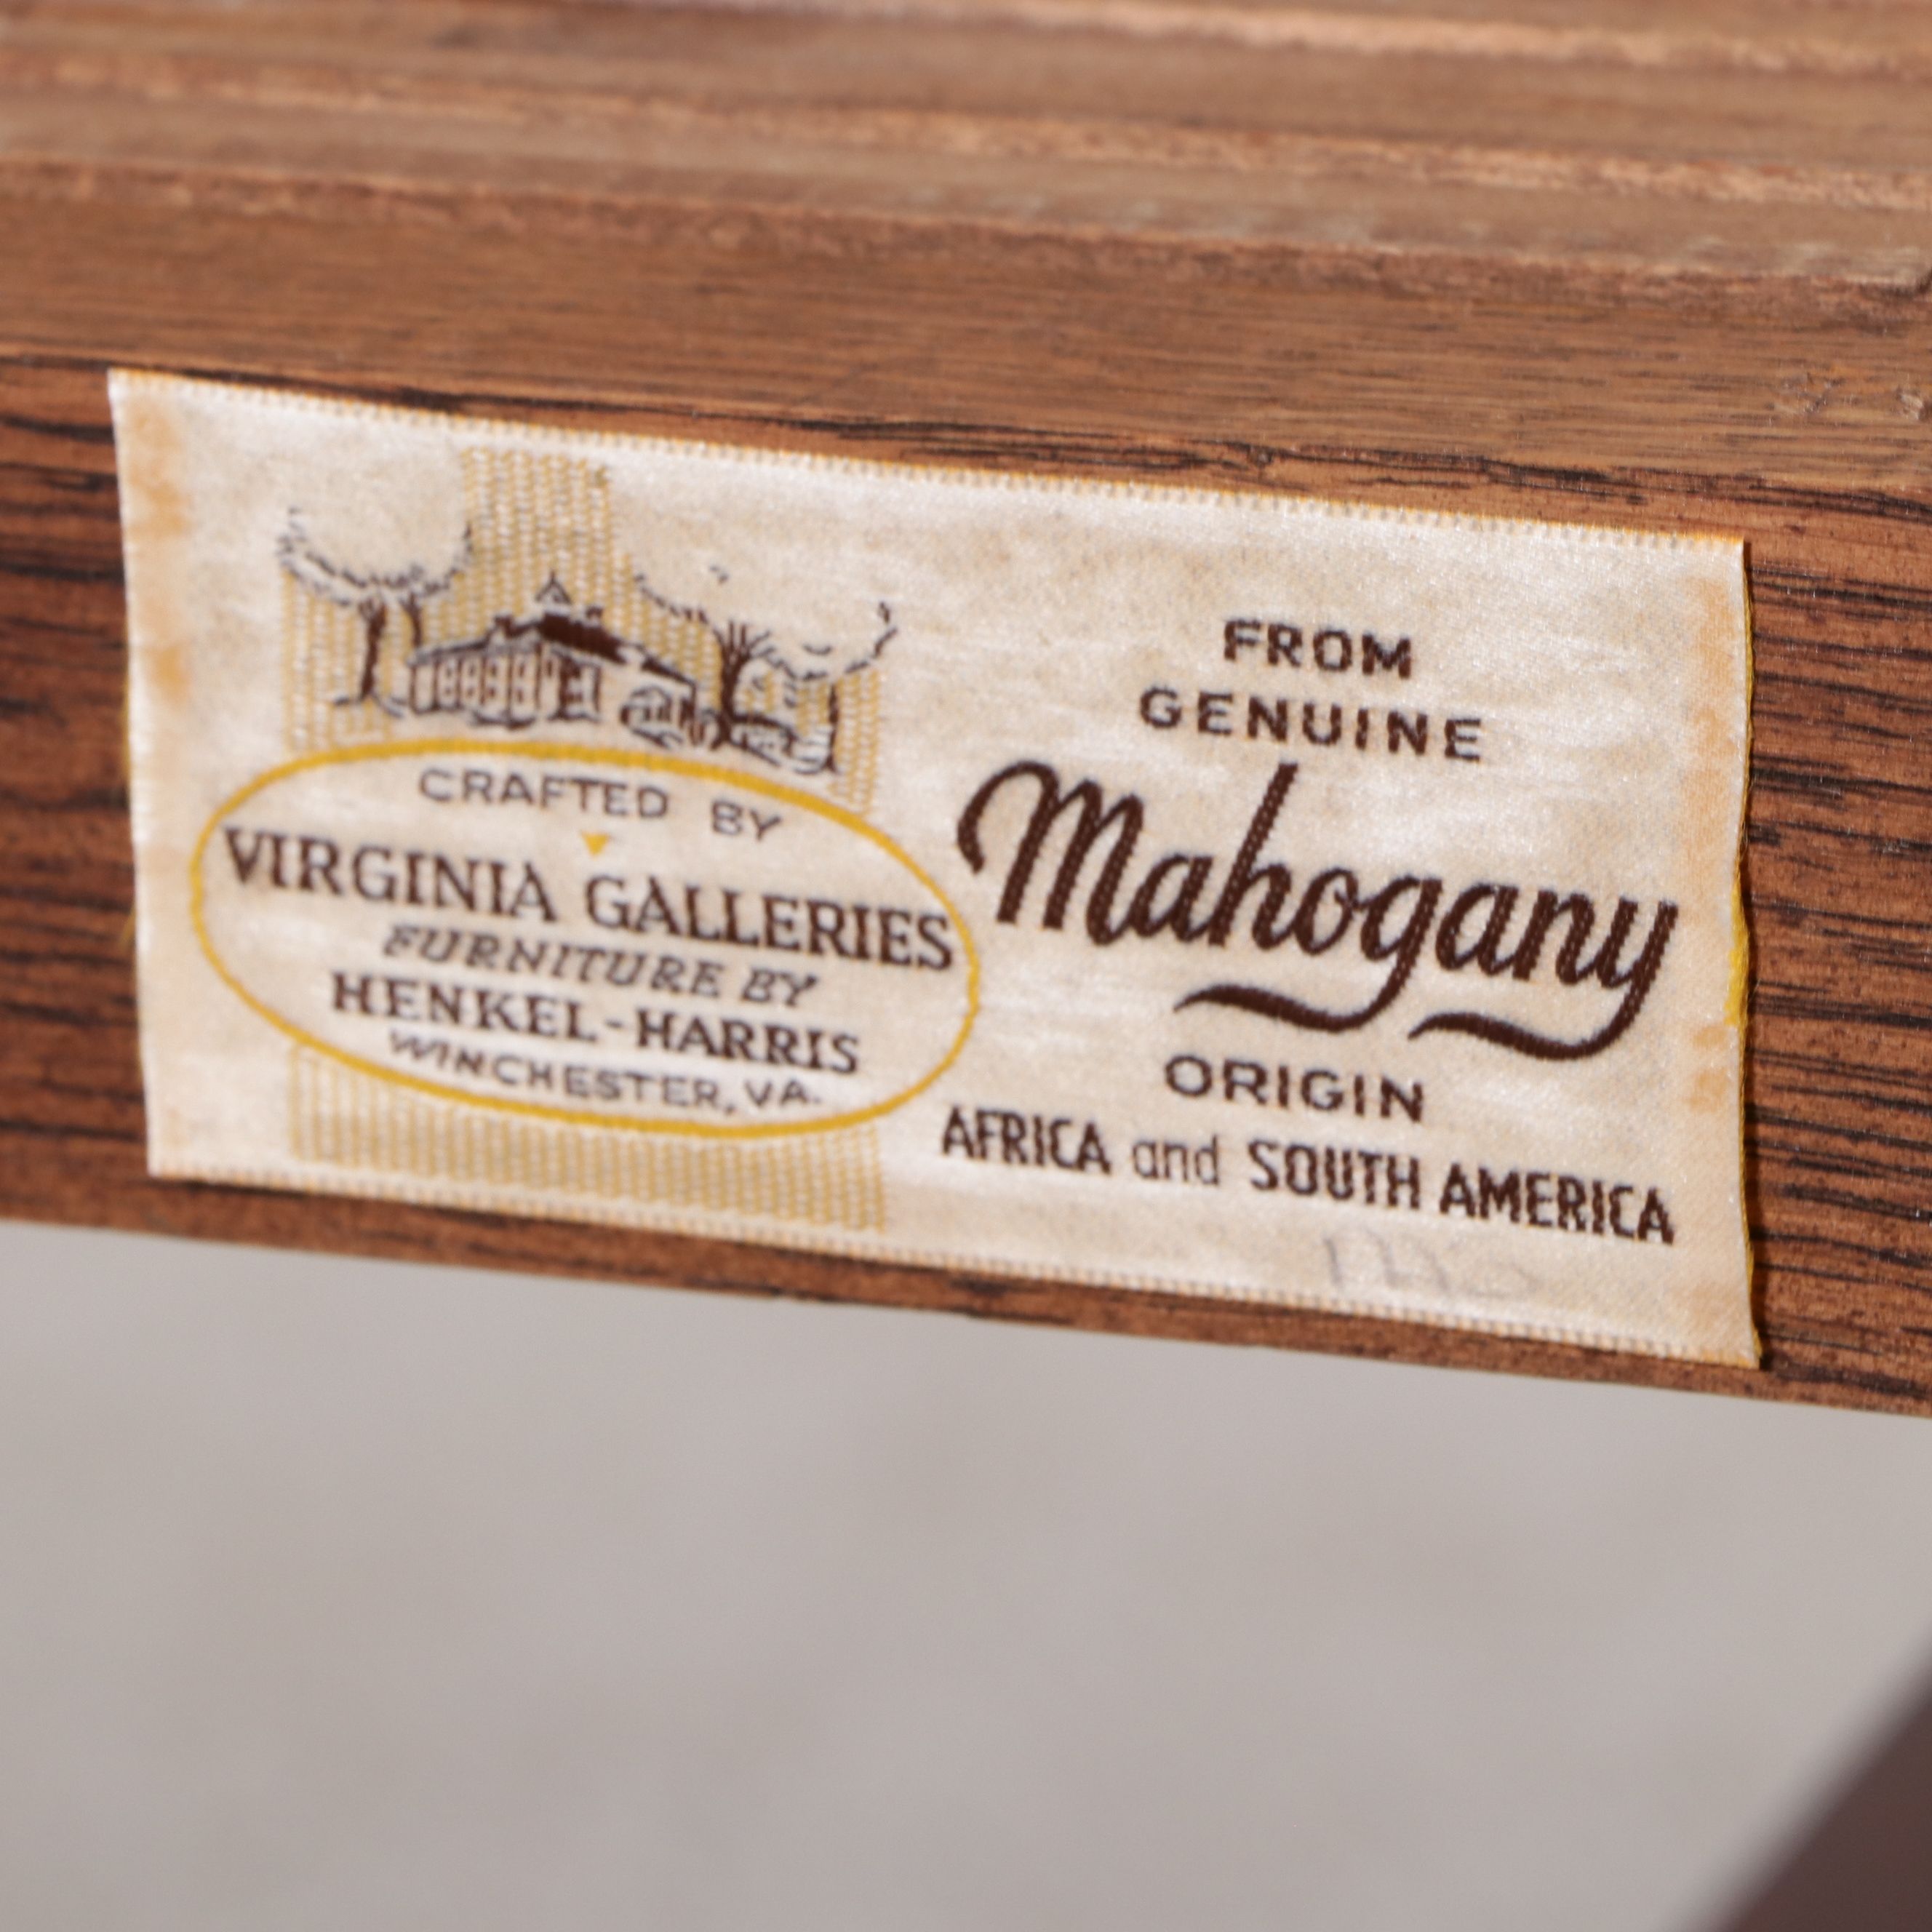 CRAFTED BY
VIRGINIA GALLERIES
FURNITURE BY
HENKEL-HARRIS
WINCHESTER, VA.
FROM
GENUINE
Mahogany
ORIGIN
AFRICA and SOUTH AMERICA